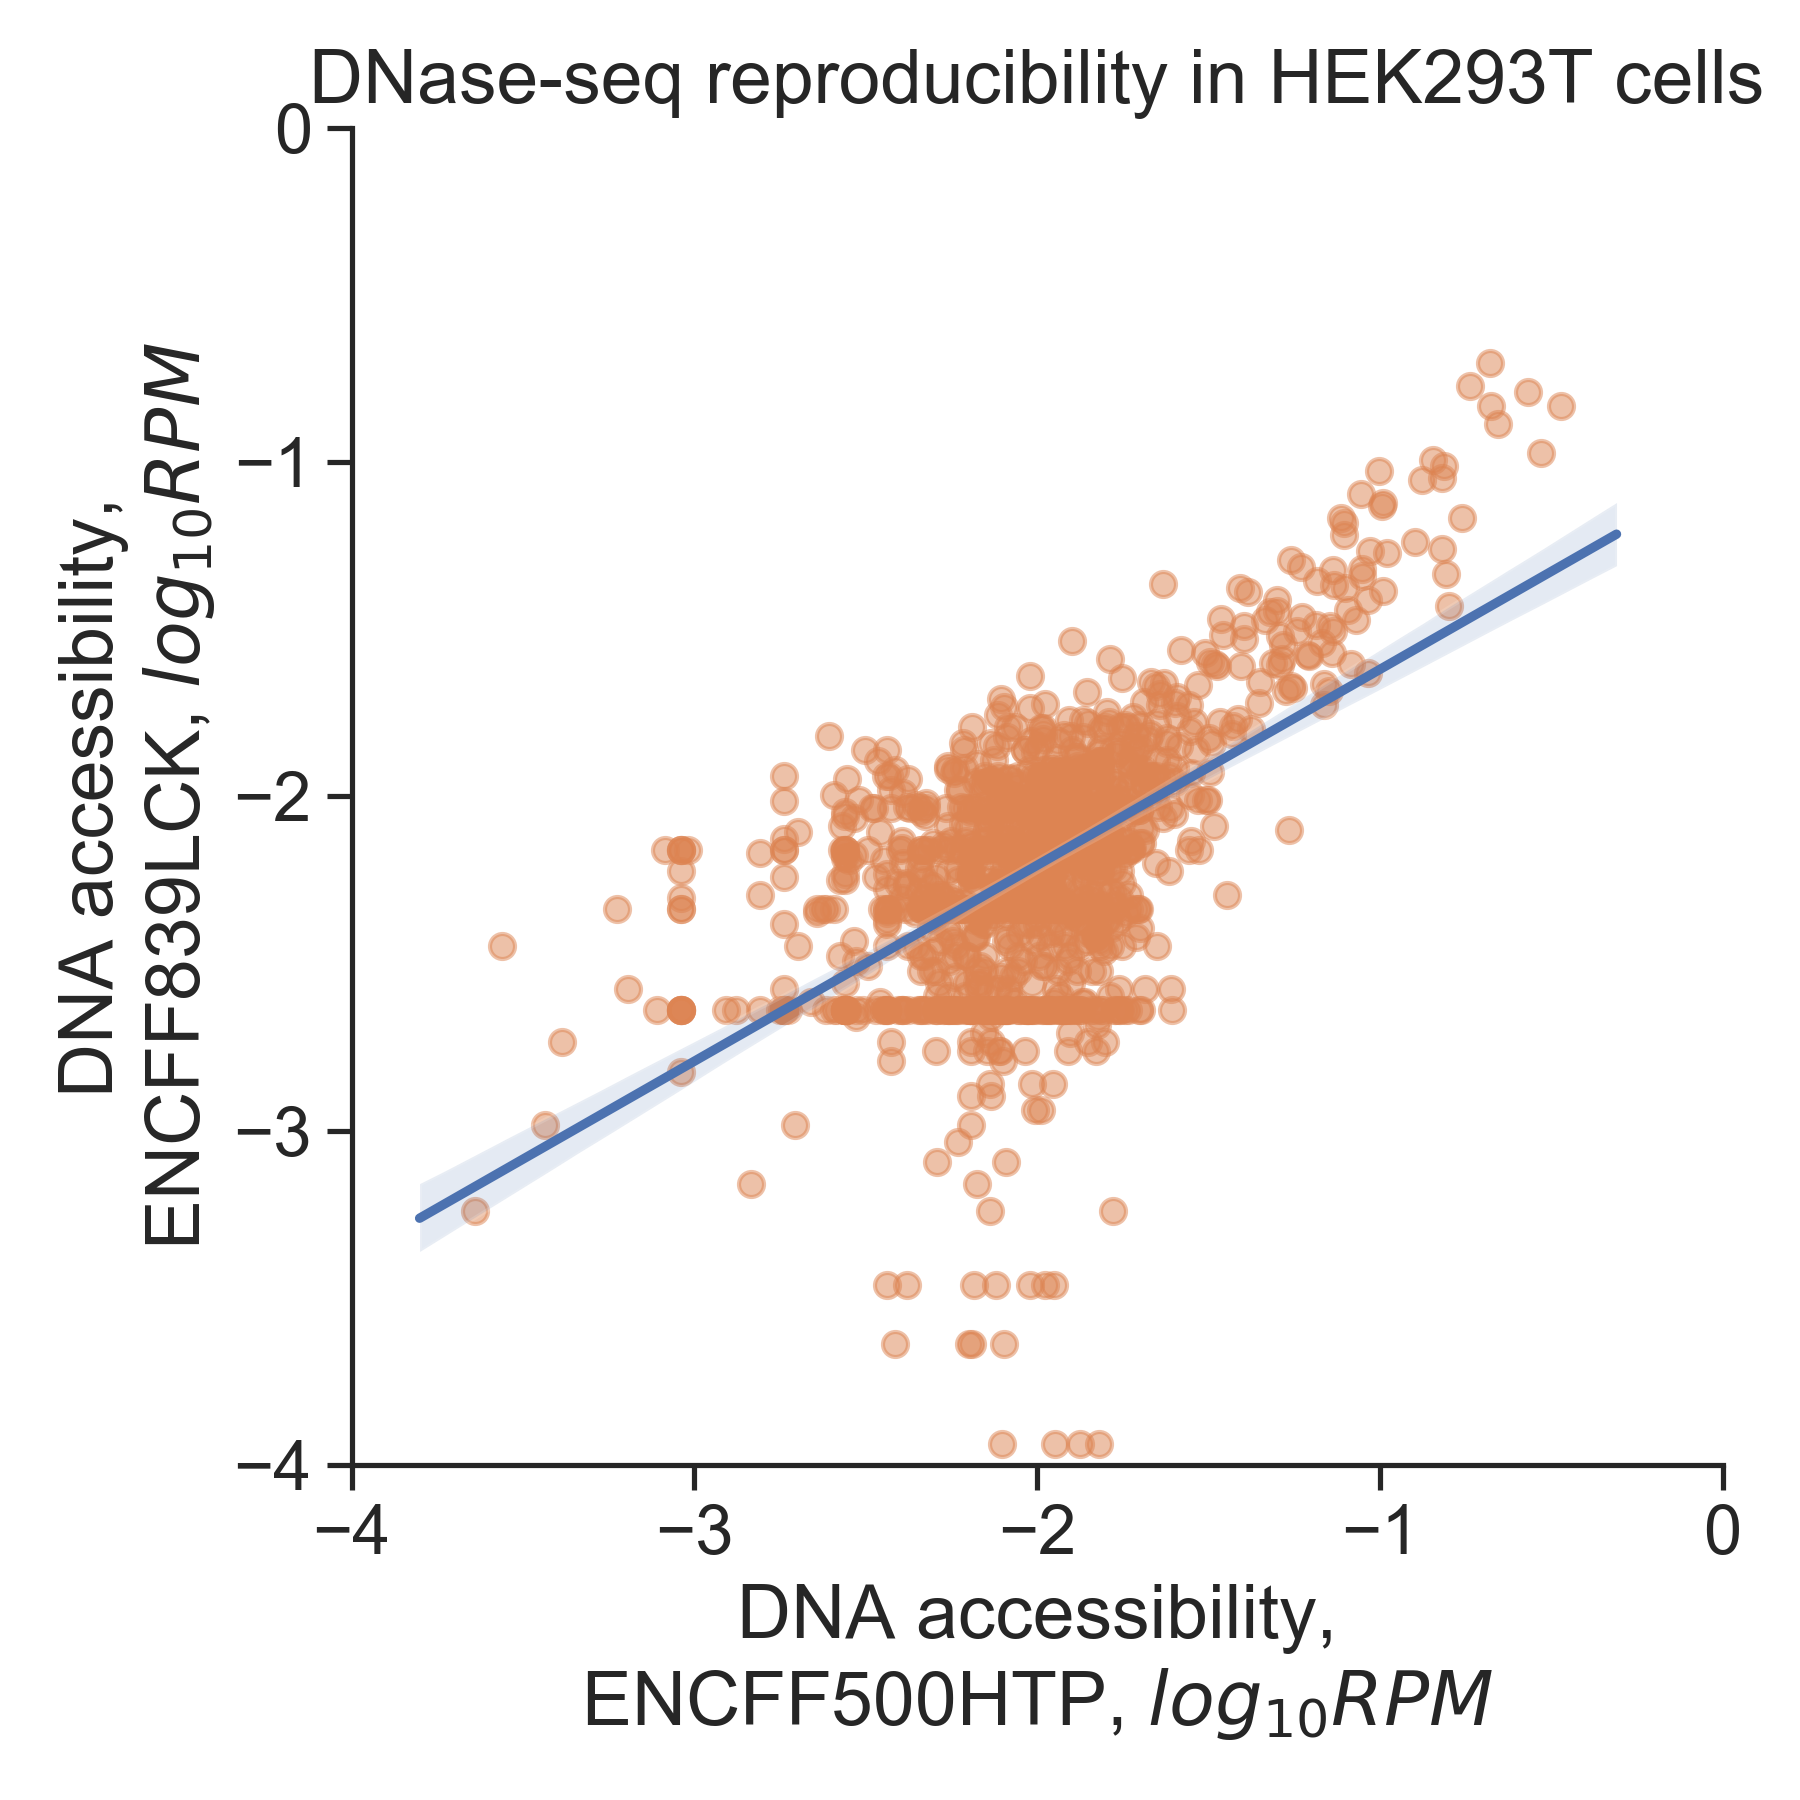 DNase-seq reproducibility in HEK293T cells
0
−1
−2
−3
−4
DNA accessibility,
ENCFF839LCK, log₁₀RPM
−4
−3
−2
−1
0
DNA accessibility,
ENCFF500HTP, log₁₀RPM